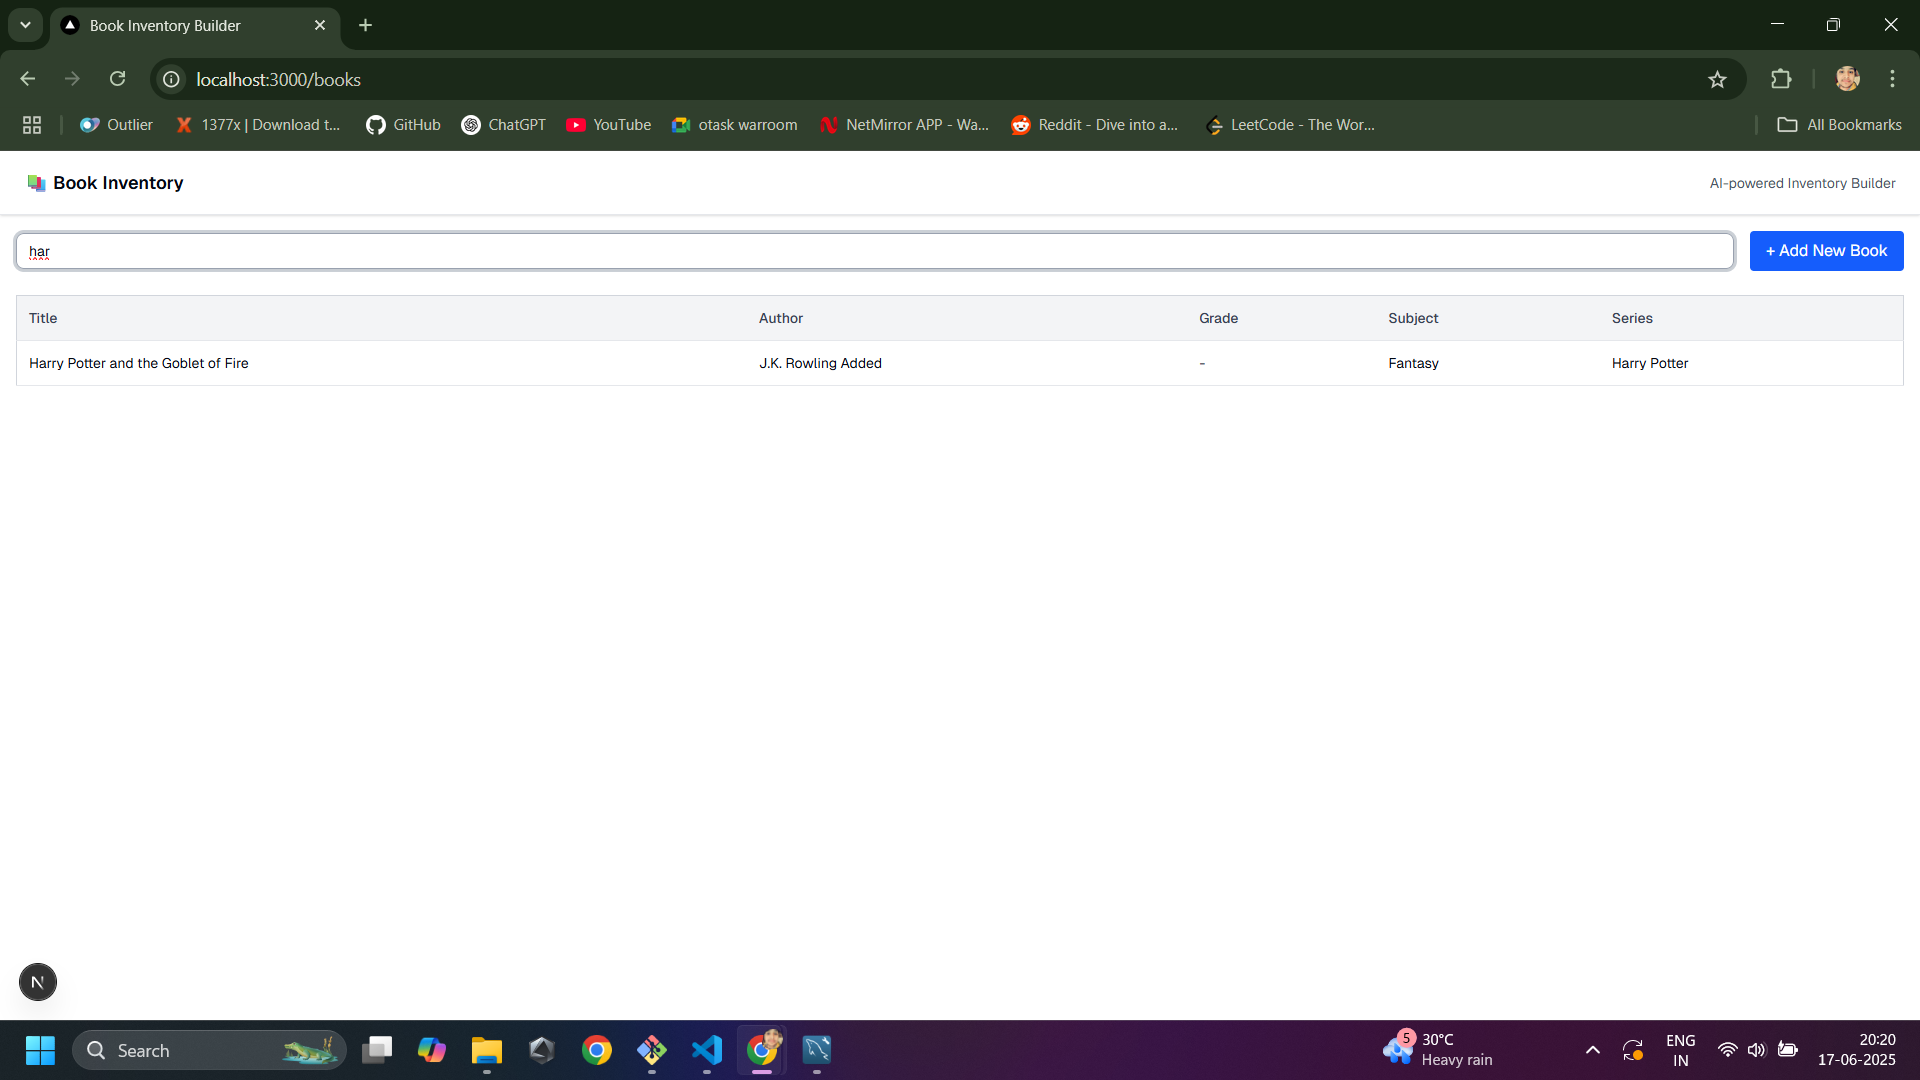 Book Inventory Builder
localhost:3000/books
Outlier
1377x | Download t...
GitHub
ChatGPT
YouTube
otask warroom
NetMirror APP - Wa...
Reddit - Dive into a...
LeetCode - The Wor...
All Bookmarks
Book Inventory
AI-powered Inventory Builder
har
+ Add New Book
Title Author Grade Subject Series
Harry Potter and the Goblet of Fire J.K. Rowling Added - Fantasy Harry Potter
N
Search
5
30°C
Heavy rain
ENG
IN
20:20
17-06-2025